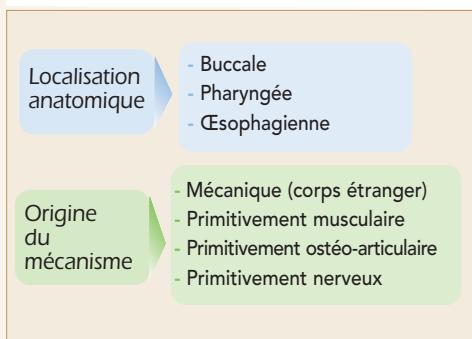 Localisation
anatomique
- Buccale
- Pharyngée
- Œsophagienne
Origine
du
mécanisme
- Mécanique (corps étranger)
- Primitivement musculaire
- Primitivement ostéo-articulaire
- Primitivement nerveux